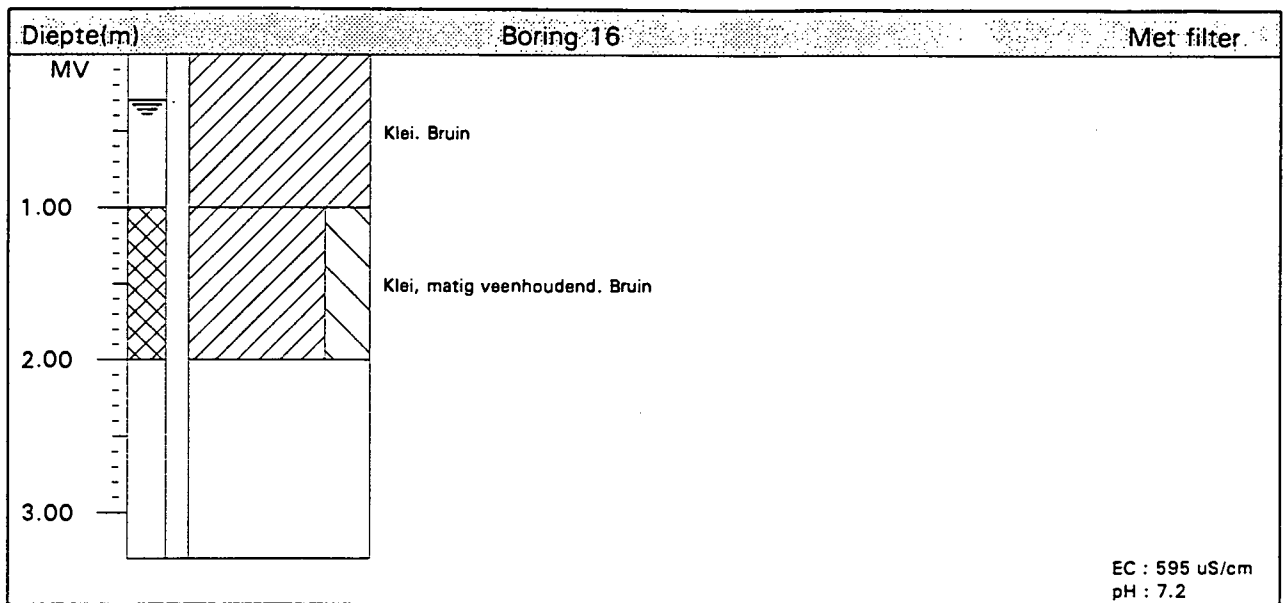 Diepte(m) Boring 16 Met filter
MV
Klei. Bruin
1.00
Klei, matig veenhoudend. Bruin
2.00
3.00
EC : 595 uS/cm
pH : 7.2